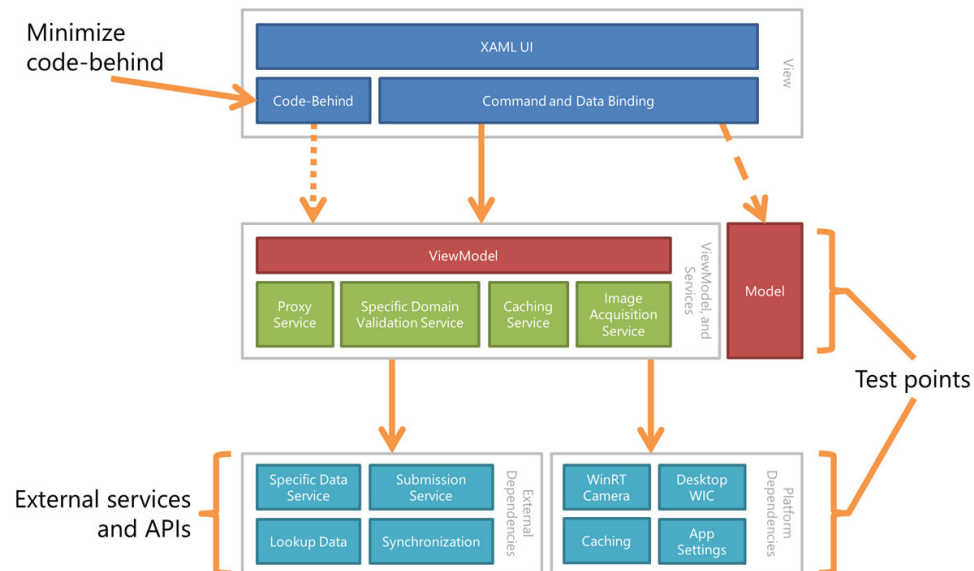 Minimize
code-behind
XAML UI
Code-Behind
Command and Data Binding
View
ViewModel
Proxy
Service
Specific Domain
Validation Service
Caching
Service
Image
Acquisition
Service
ViewModel, and
Services
Model
Test points
External services
and APIs
Specific Data
Service
Submission
Service
Lookup Data
Synchronization
External
Dependencies
WinRT
Camera
Desktop
WIC
Caching
App
Settings
Platform
Dependencies